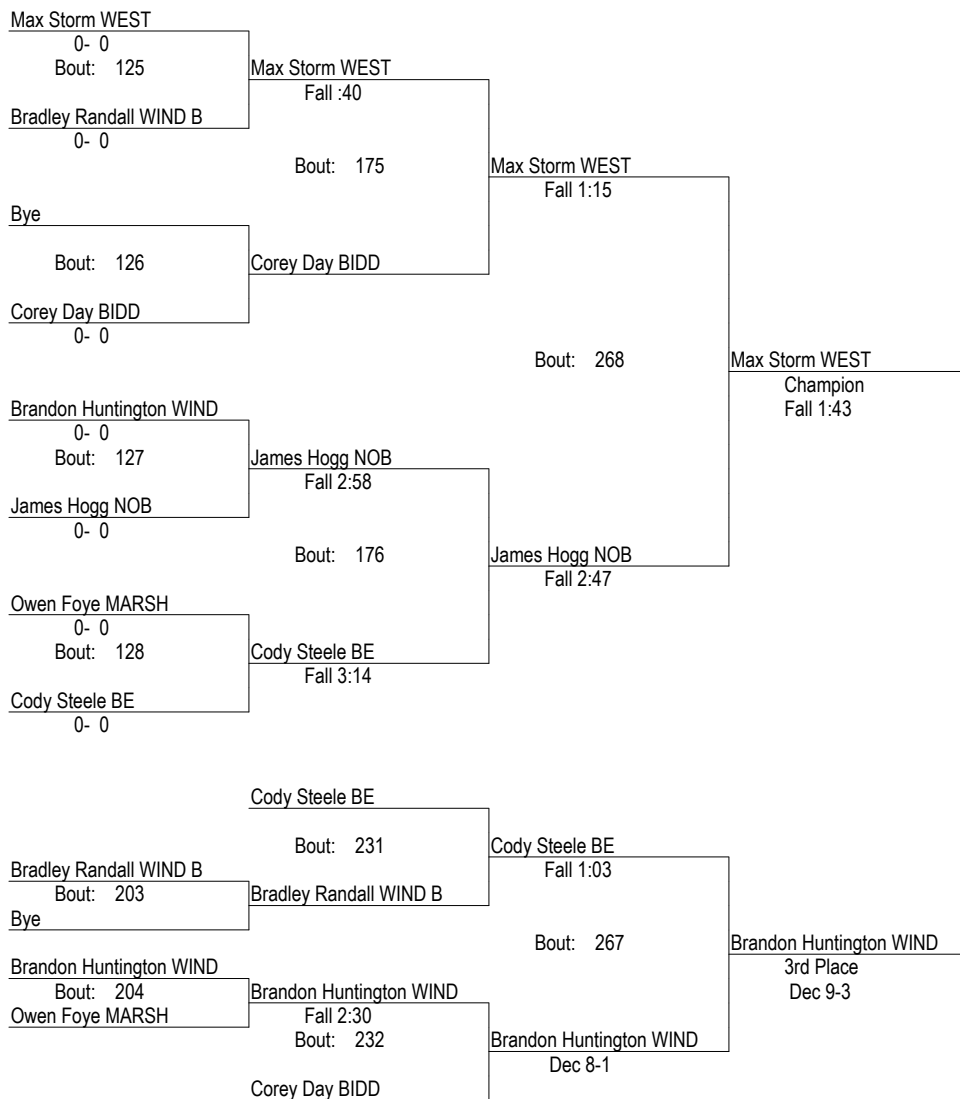 Max Storm WEST
0- 0
Bout: 125
Max Storm WEST
Fall :40
Bradley Randall WIND B
0- 0
Bout: 175
Max Storm WEST
Fall 1:15
Bye
Bout: 126
Corey Day BIDD
Corey Day BIDD
0- 0
Bout: 268
Max Storm WEST
Champion
Fall 1:43
Brandon Huntington WIND
0- 0
Bout: 127
James Hogg NOB
Fall 2:58
James Hogg NOB
0- 0
Bout: 176
James Hogg NOB
Fall 2:47
Owen Foye MARSH
0- 0
Bout: 128
Cody Steele BE
Fall 3:14
Cody Steele BE
0- 0
Cody Steele BE
Bout: 231
Cody Steele BE
Fall 1:03
Bradley Randall WIND B
Bout: 203
Bradley Randall WIND B
Bye
Bout: 267
Brandon Huntington WIND
3rd Place
Dec 9-3
Brandon Huntington WIND
Bout: 204
Brandon Huntington WIND
Fall 2:30
Owen Foye MARSH
Bout: 232
Brandon Huntington WIND
Dec 8-1
Corey Day BIDD